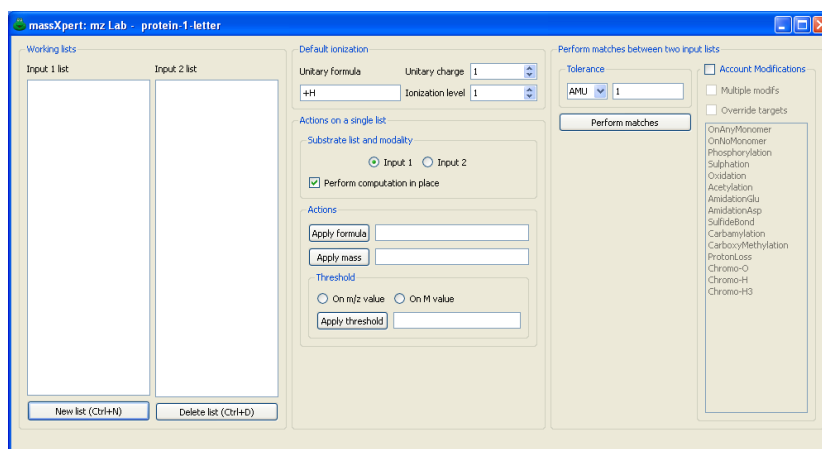 massXpert: mz Lab - protein-1-letter
Working lists
Input 1 list
Input 2 list
New list (Ctrl+N)
Delete list (Ctrl+D)
Default ionization
Unitary formula
Unitary charge 1
+H
Ionization level 1
Actions on a single list
Substrate list and modality
Input 1 Input 2
Perform computation in place
Actions
Apply formula
Apply mass
Threshold
On m/z value On M value
Apply threshold
Perform matches between two input lists
Tolerance
AMU 1
Perform matches
Account Modifications
Multiple modifs
Override targets
OnAnyMonomer
OnNoMonomer
Phosphorylation
Sulphation
Oxidation
Acetylation
AmidationGlu
AmidationAsp
SulfideBond
Carbamylation
CarboxyMethylation
ProtonLoss
Chromo-O
Chromo-H
Chromo-H3